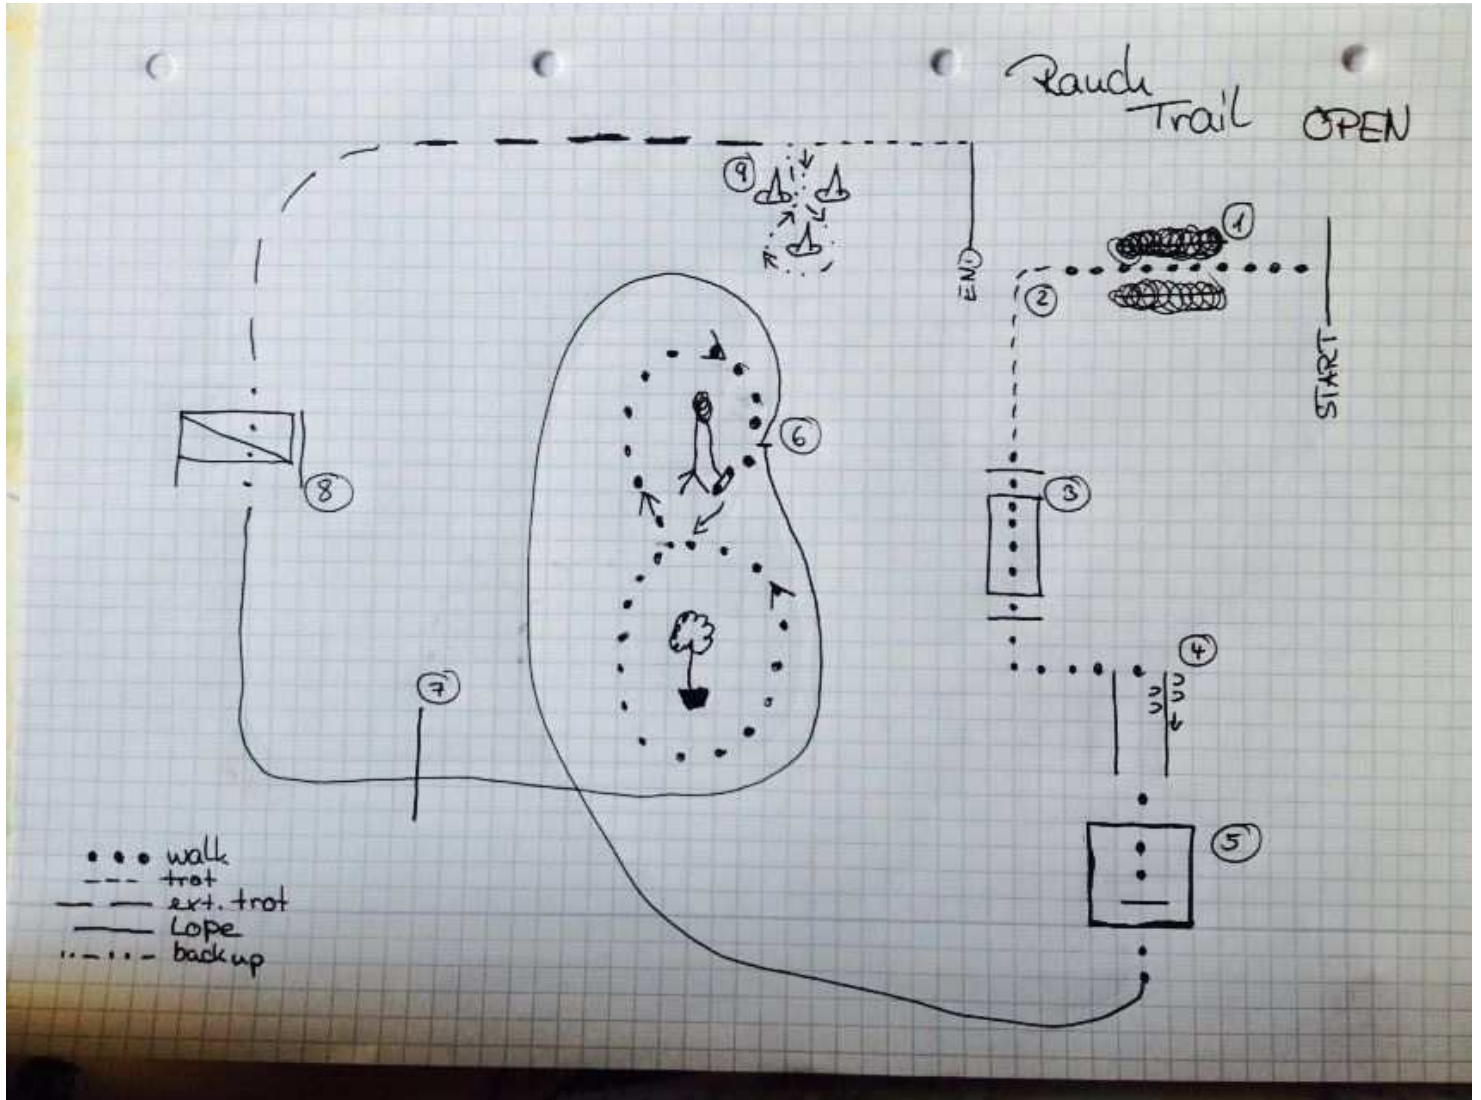 Ranch
Trail OPEN
1
START
2
END
9
3
6
8
4
7
5
walk
trot
ext. trot
Lope
back up